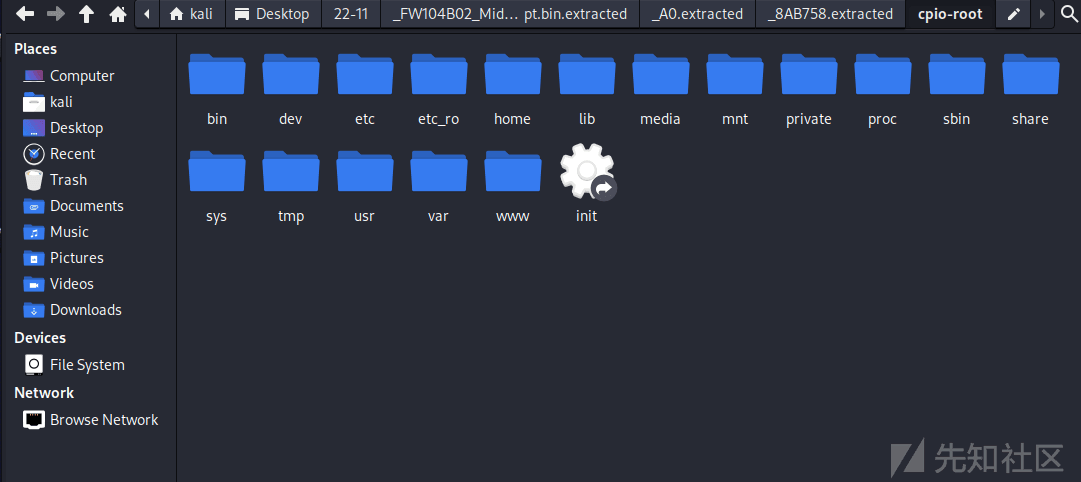 kali Desktop 22-11 _FW104B02_Mid... pt.bin.extracted _A0.extracted _8AB758.extracted cpio-root
Places
Computer
kali
Desktop
Recent
Trash
Documents
Music
Pictures
Videos
Downloads
Devices
File System
Network
Browse Network
bin dev etc etc_ro home lib media mnt private proc sbin share
sys tmp usr var www init
先知社区